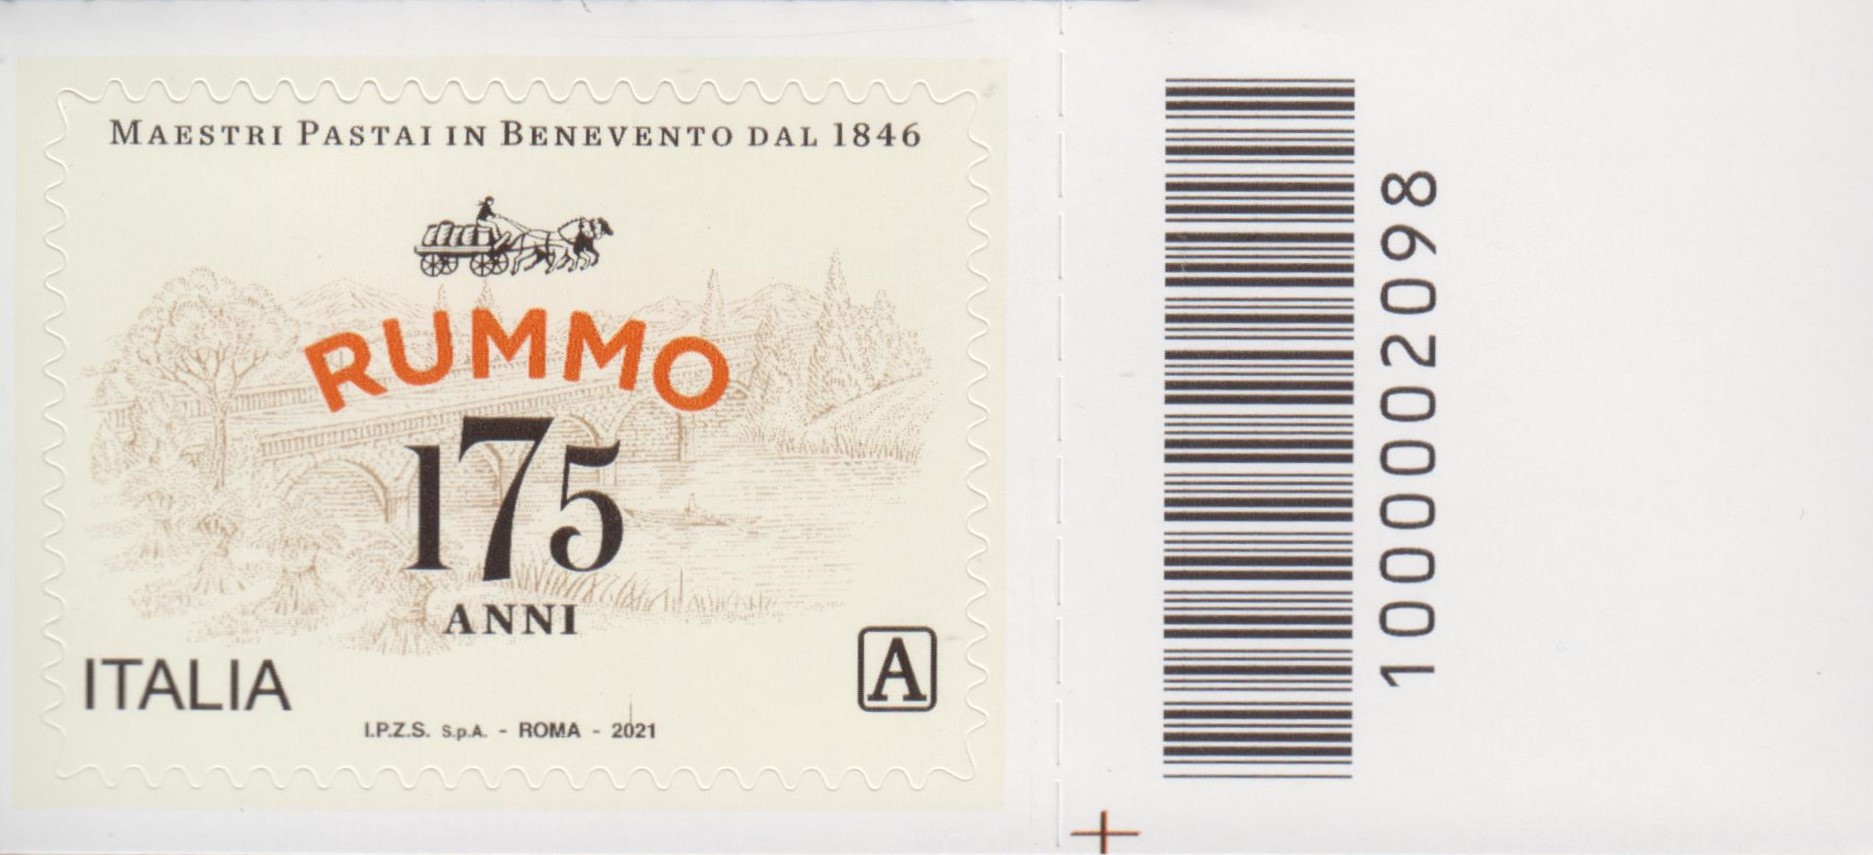 MAESTRI PASTAI IN BENEVENTO DAL 1846
RUMMO
175
ANNI
ITALIA
A
I.P.Z.S. S.p.A. - ROMA - 2021
1000002098